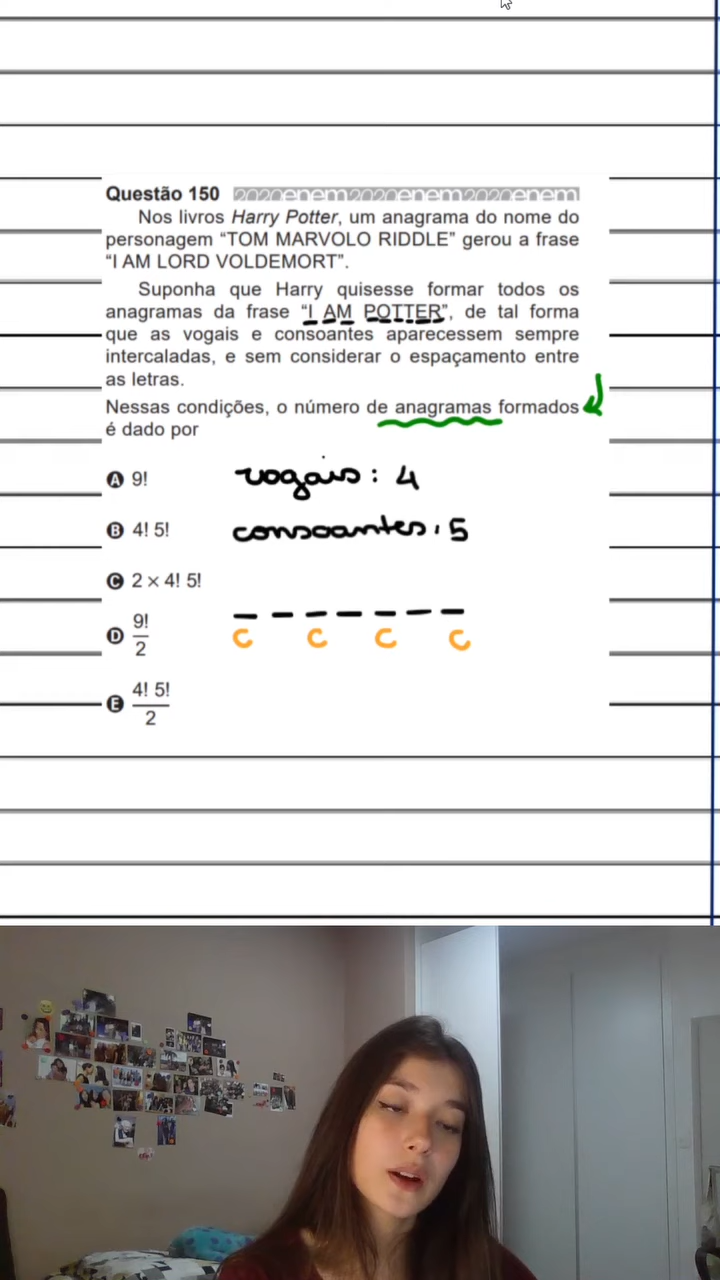 Questão 150 2020enem2020enem2020enem
Nos livros Harry Potter, um anagrama do nome do
personagem “TOM MARVOLO RIDDLE” gerou a frase
“I AM LORD VOLDEMORT”.
Suponha que Harry quisesse formar todos os
anagramas da frase “I AM POTTER”, de tal forma
que as vogais e consoantes aparecessem sempre
intercaladas, e sem considerar o espaçamento entre
as letras.
Nessas condições, o número de anagramas formados
é dado por
A 9!
vogais: 4
B 4! 5!
consoantes: 5
C 2 × 4! 5!
D 9!/2
C C C C
E 4! 5!/2